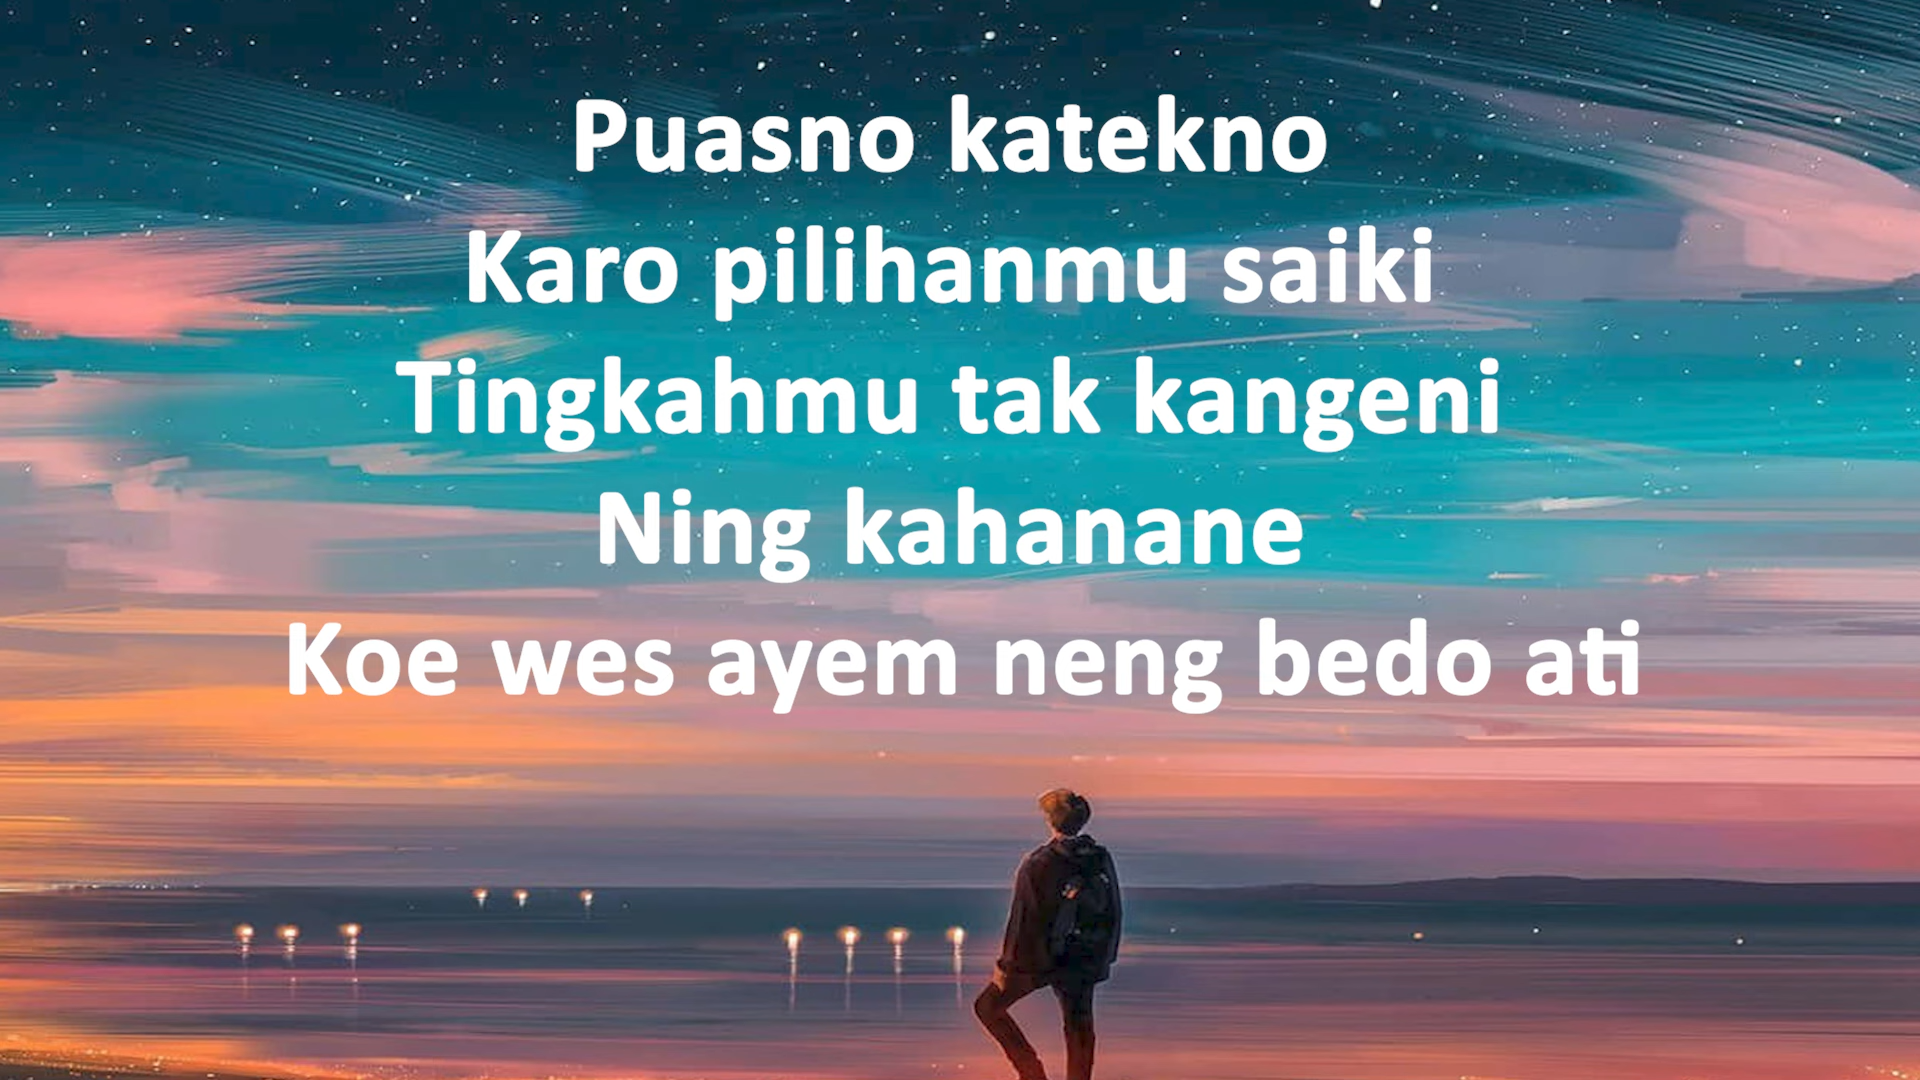 Puasno katekno
Karo pilihanmu saiki
Tingkahmu tak kangeni
Ning kahanane
Koe wes ayem neng bedo ati